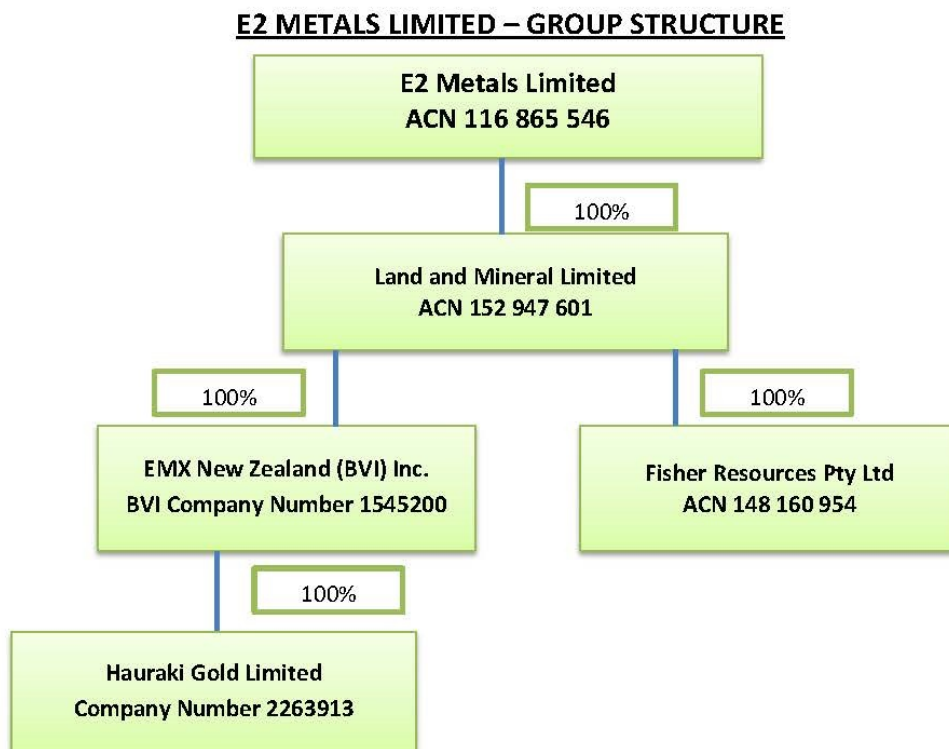 E2 METALS LIMITED – GROUP STRUCTURE
E2 Metals Limited
ACN 116 865 546
100%
Land and Mineral Limited
ACN 152 947 601
100%
100%
EMX New Zealand (BVI) Inc.
BVI Company Number 1545200
Fisher Resources Pty Ltd
ACN 148 160 954
100%
Hauraki Gold Limited
Company Number 2263913